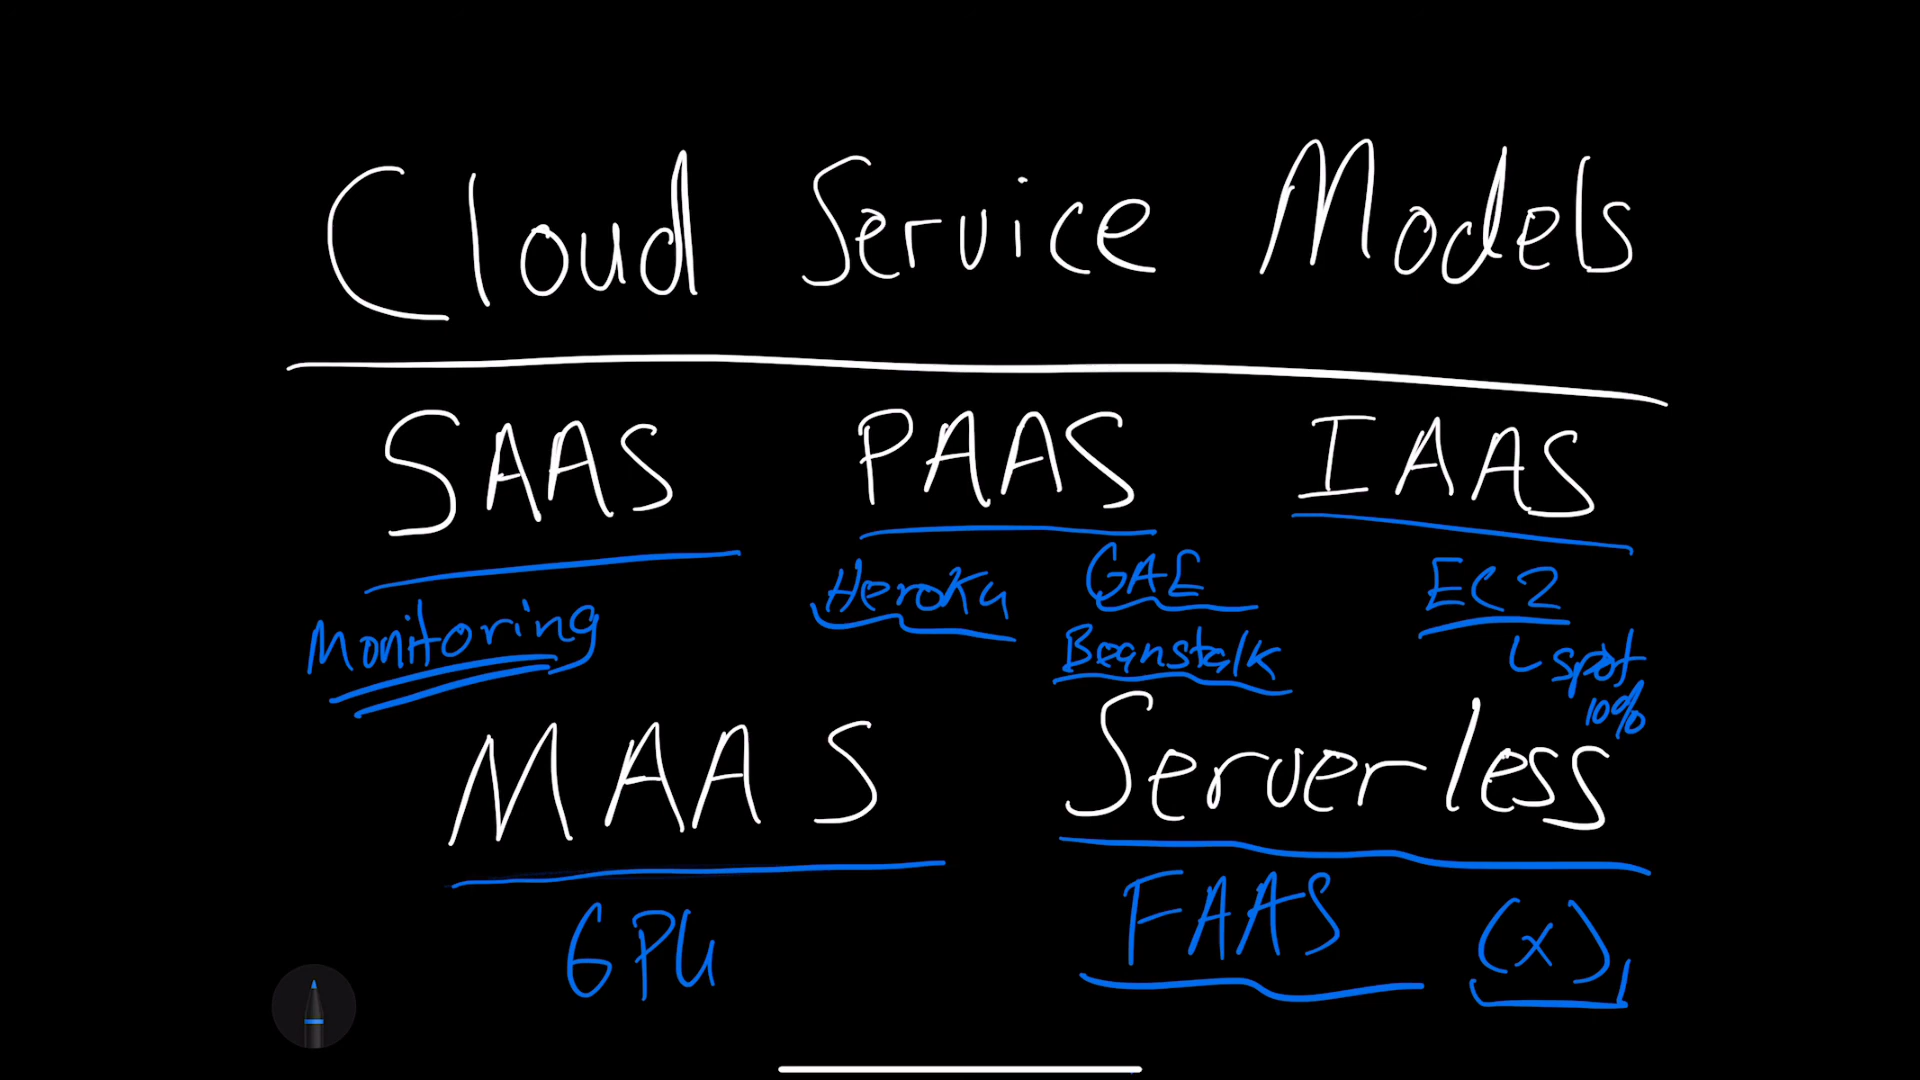 Cloud Service Models
SAAS PAAS IAAS
Monitoring
Heroku GAE
Beanstalk
EC2
spot
10%
MAAS Serverless
GPU
FAAS (x)